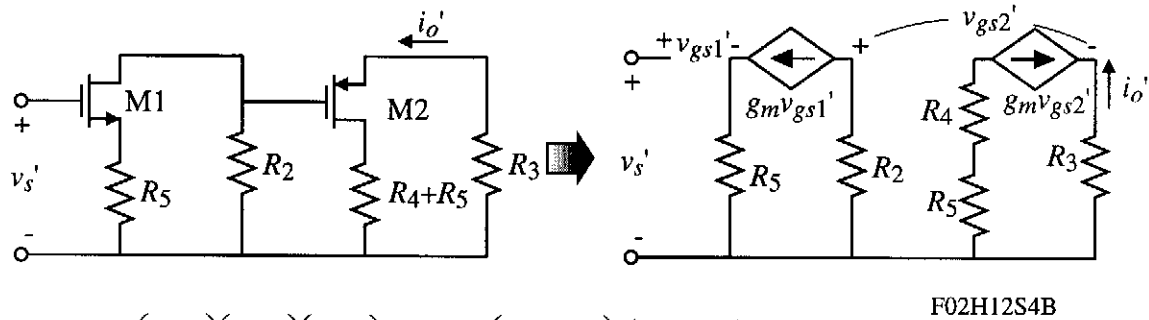 i_o'
M1
M2
+
v_s'
-
R_5
R_2
R_4+R_5
R_3
+ v_gs1' -
g_m v_gs1'
+ v_gs2' -
g_m v_gs2'
i_o'
+
v_s'
-
R_5
R_2
R_4
R_5
R_3
F02H12S4B